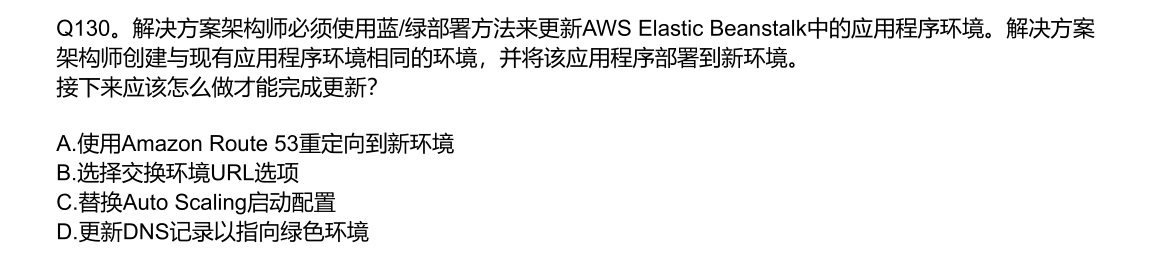 Q130。解决方案架构师必须使用蓝/绿部署方法来更新AWS Elastic Beanstalk中的应用程序环境。解决方案
架构师创建与现有应用程序环境相同的环境，并将该应用程序部署到新环境。
接下来应该怎么做才能完成更新？
A.使用Amazon Route 53重定向到新环境
B.选择交换环境URL选项
C.替换Auto Scaling启动配置
D.更新DNS记录以指向绿色环境